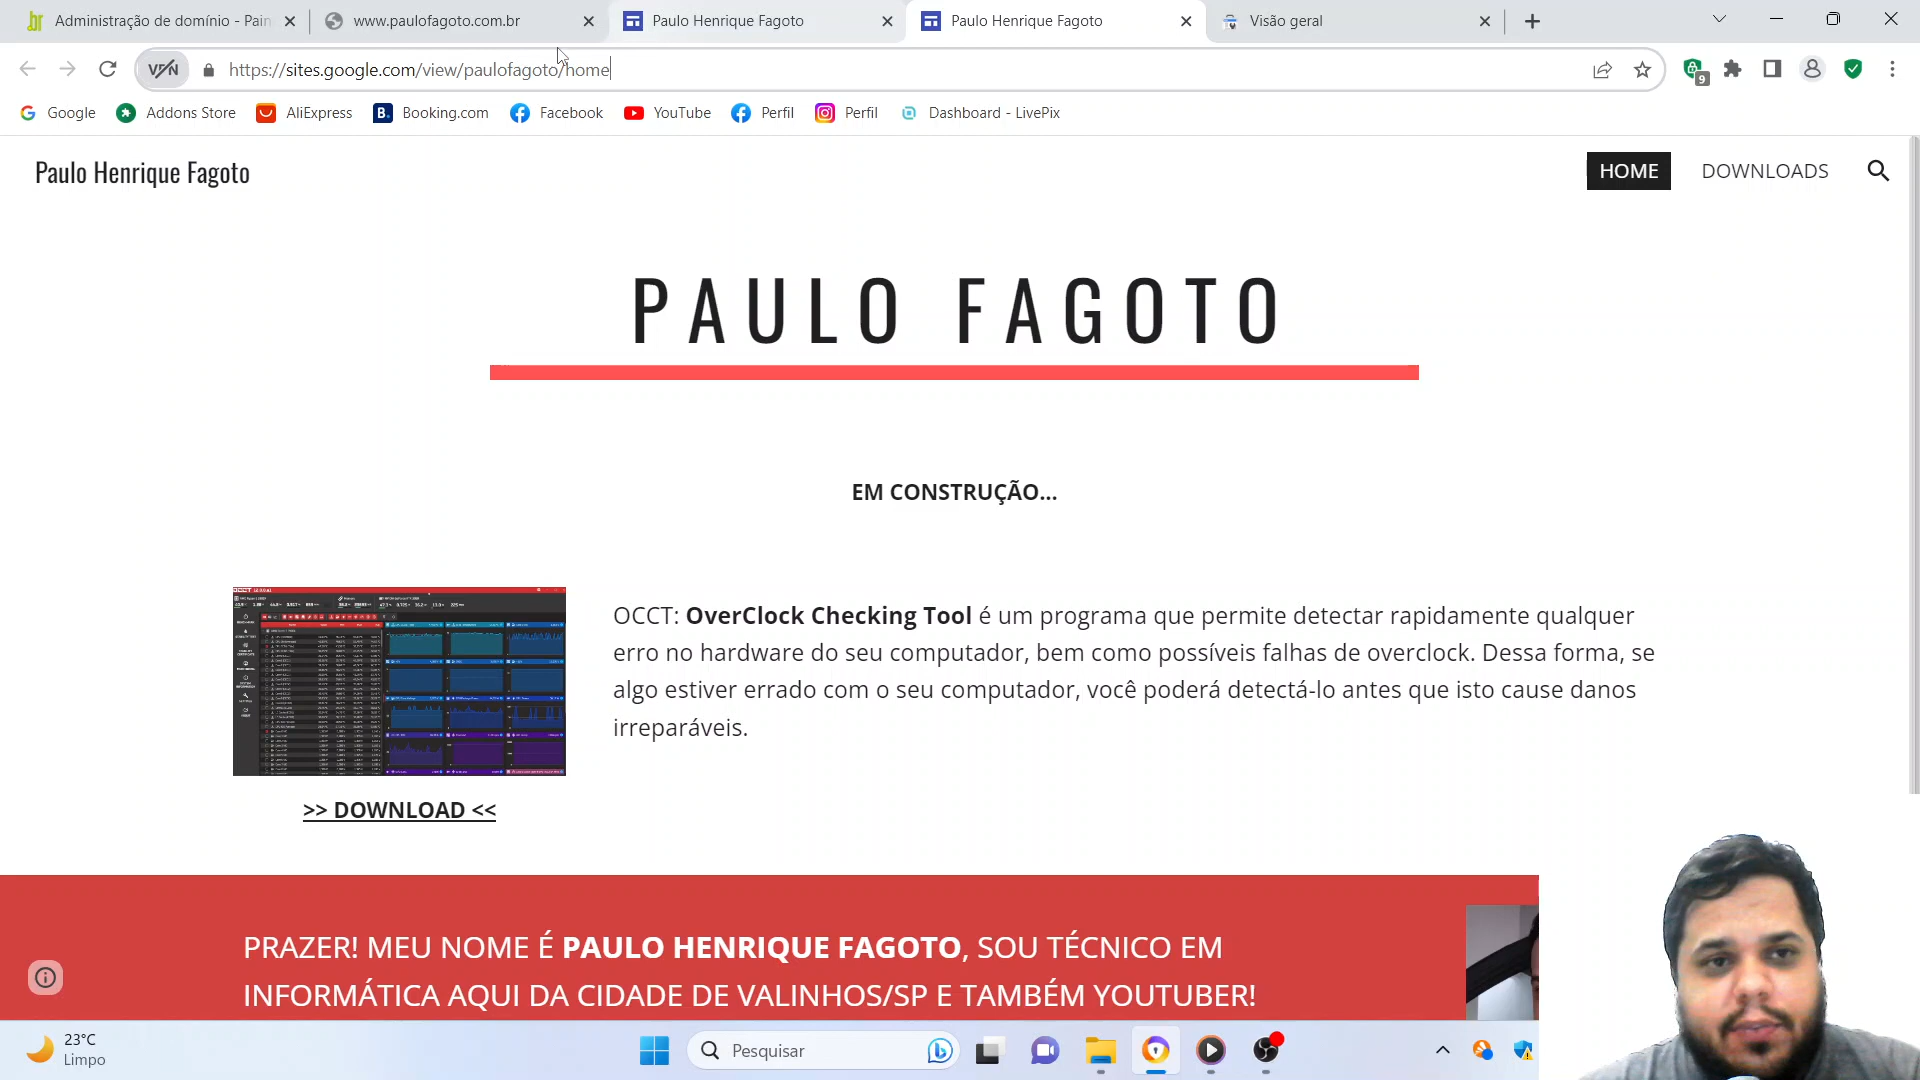 Administração de domínio - Pain
www.paulofagoto.com.br
Paulo Henrique Fagoto
Paulo Henrique Fagoto
Visão geral
VPN
https://sites.google.com/view/paulofagoto/home
9
Google
Addons Store
AliExpress
Booking.com
Facebook
YouTube
Perfil
Perfil
Dashboard - LivePix
Paulo Henrique Fagoto
HOME
DOWNLOADS
PAULO FAGOTO
EM CONSTRUÇÃO...
OCCT: OverClock Checking Tool é um programa que permite detectar rapidamente qualquer
erro no hardware do seu computador, bem como possíveis falhas de overclock. Dessa forma, se
algo estiver errado com o seu computador, você poderá detectá-lo antes que isto cause danos
irreparáveis.
>> DOWNLOAD <<
PRAZER! MEU NOME É PAULO HENRIQUE FAGOTO, SOU TÉCNICO EM
INFORMÁTICA AQUI DA CIDADE DE VALINHOS/SP E TAMBÉM YOUTUBER!
23°C
Limpo
Pesquisar